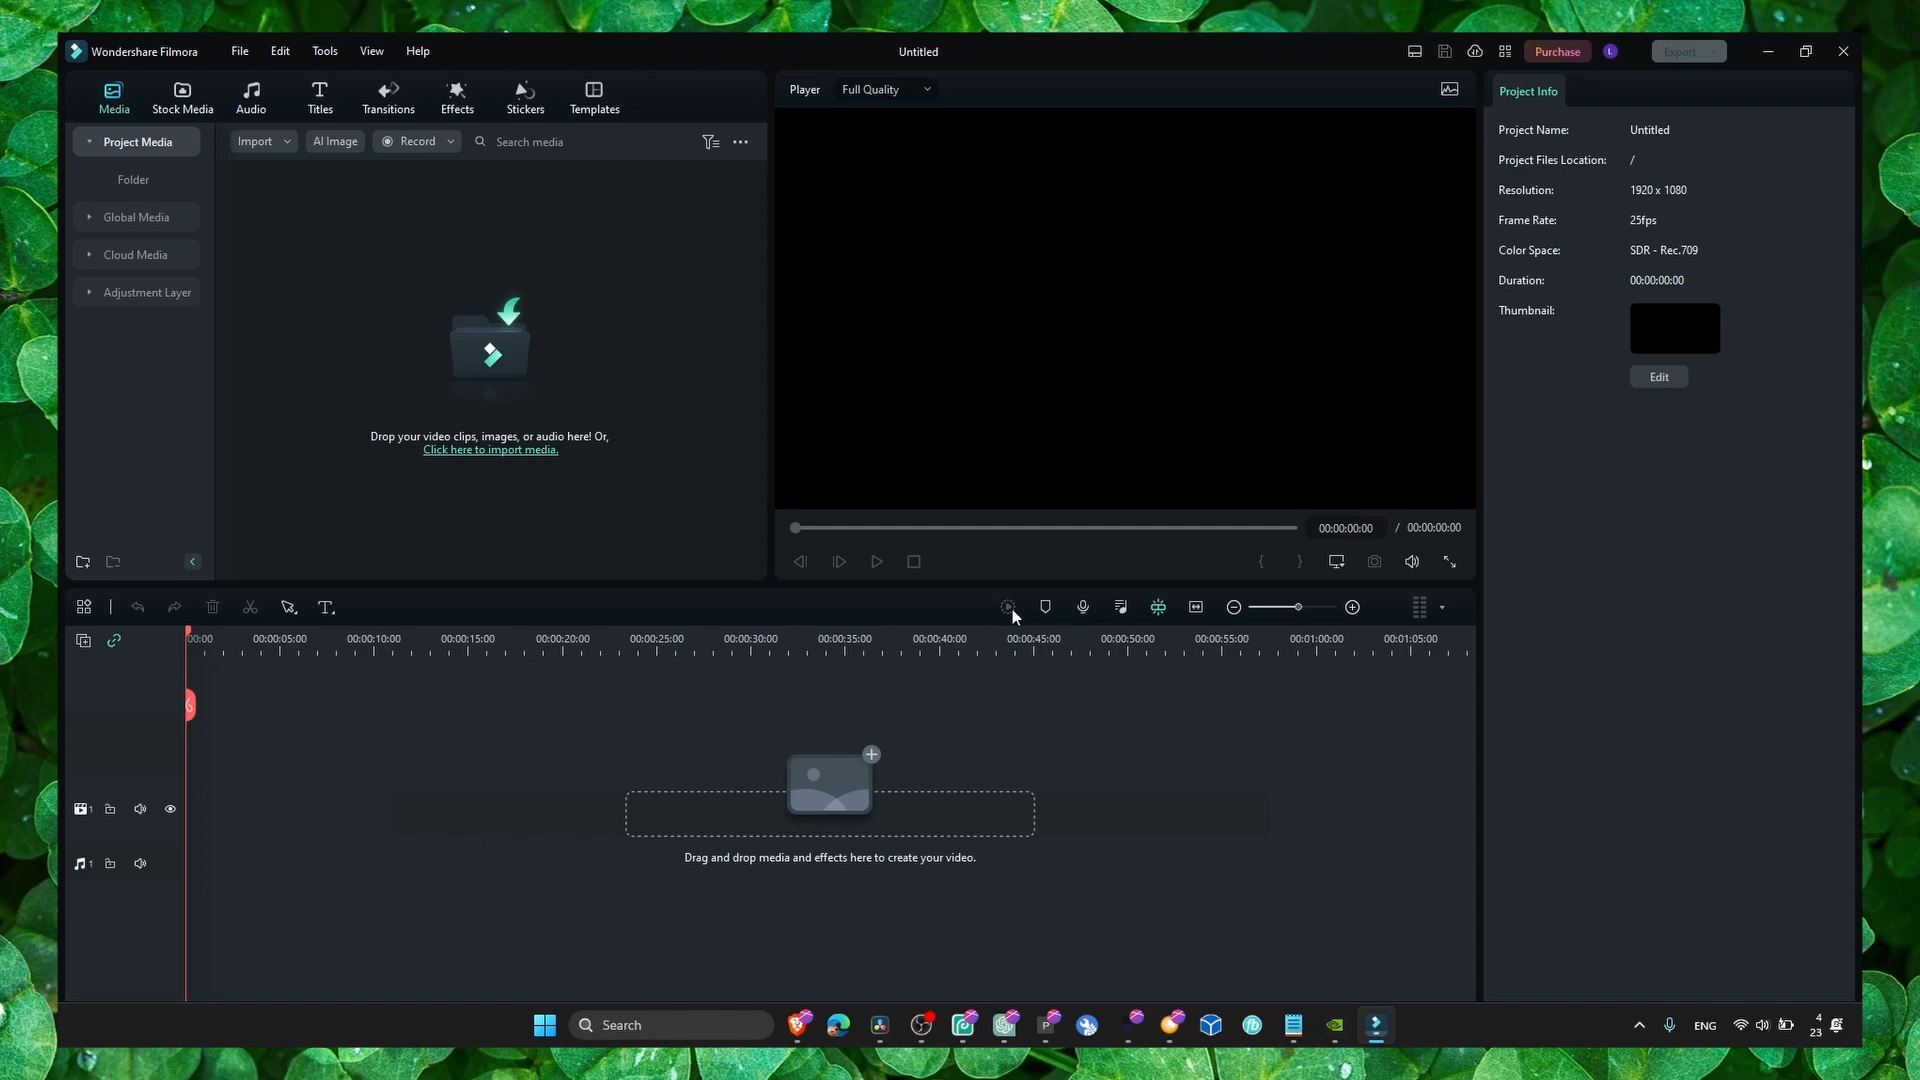 Wondershare Filmora File Edit Tools View Help Untitled Purchase L Export
Media Stock Media Audio Titles Transitions Effects Stickers Templates
Project Media
Folder
Global Media
Cloud Media
Adjustment Layer
Import AI Image Record Search media
Drop your video clips, images, or audio here! Or,
Click here to import media.
Player Full Quality
00:00:00:00 / 00:00:00:00
Project Info
Project Name: Untitled
Project Files Location: /
Resolution: 1920 x 1080
Frame Rate: 25fps
Color Space: SDR - Rec.709
Duration: 00:00:00:00
Thumbnail:
Edit
00:00 00:00:05:00 00:00:10:00 00:00:15:00 00:00:20:00 00:00:25:00 00:00:30:00 00:00:35:00 00:00:40:00 00:00:45:00 00:00:50:00 00:00:55:00 00:01:00:00 00:01:05:00
1
Drag and drop media and effects here to create your video.
1
Search ENG
4
23